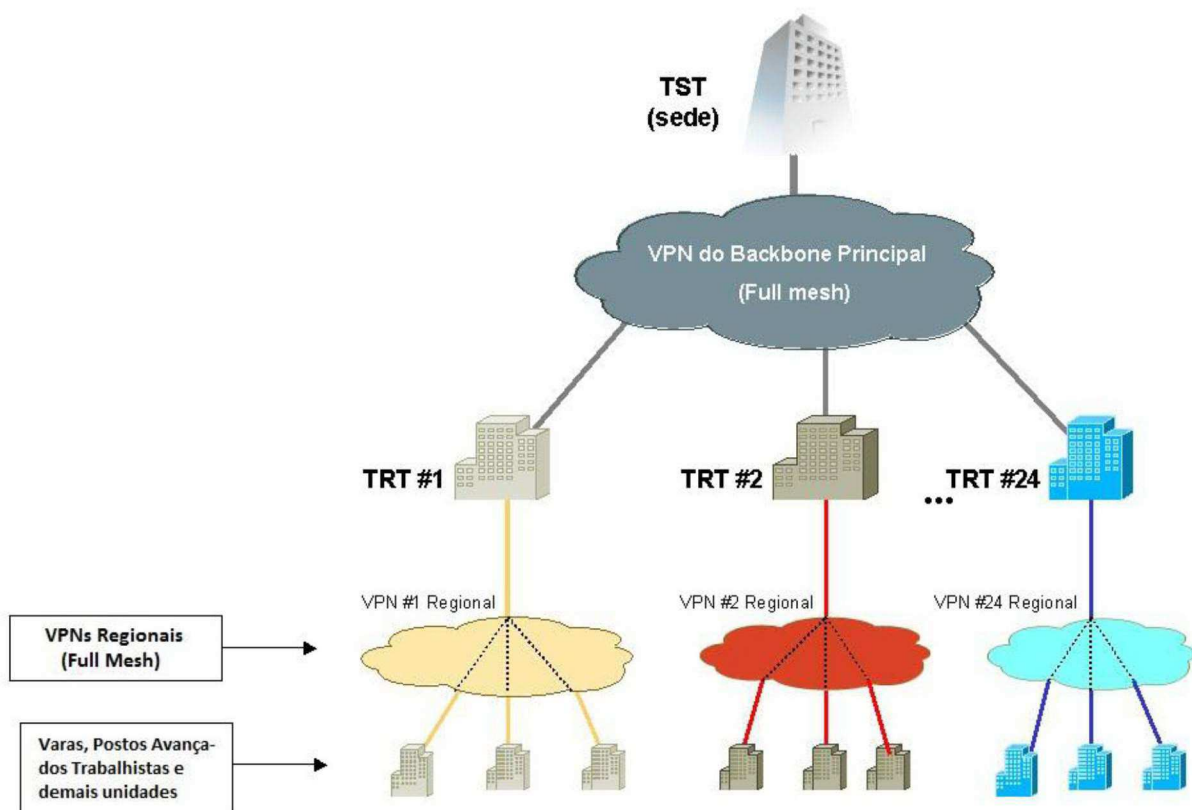 TST
(sede)
VPN do Backbone Principal
(Full mesh)
TRT #1
TRT #2
... TRT #24
VPN #1 Regional
VPN #2 Regional
VPN #24 Regional
VPNs Regionais
(Full Mesh)
Varas, Postos Avança-
dos Trabalhistas e
demais unidades